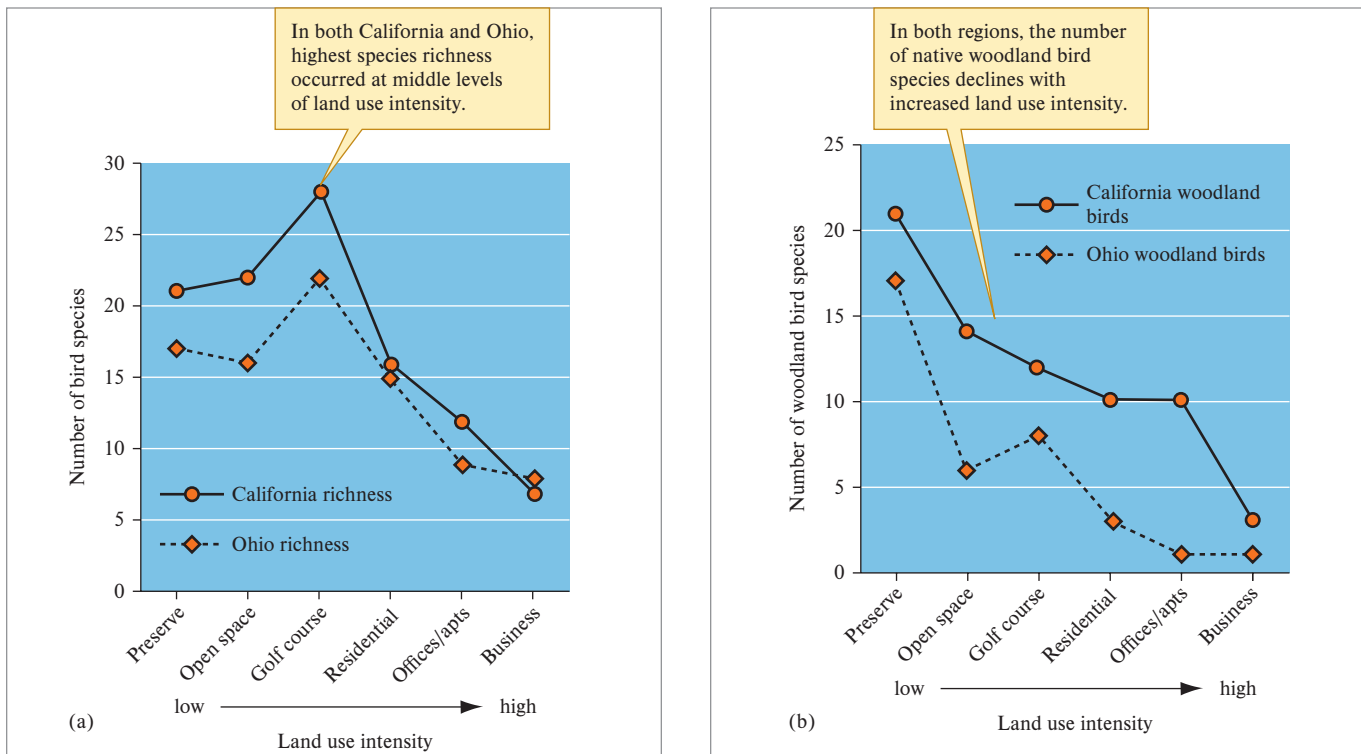 In both California and Ohio,
highest species richness
occurred at middle levels
of land use intensity.
30
25
20
15
10
5
0
Number of bird species
California richness
Ohio richness
Preserve
Open space
Golf course
Residential
Offices/apts
Business
low
high
(a)
Land use intensity
In both regions, the number
of native woodland bird
species declines with
increased land use intensity.
25
20
15
10
5
0
Number of woodland bird species
California woodland
birds
Ohio woodland birds
Preserve
Open space
Golf course
Residential
Offices/apts
Business
low
high
(b)
Land use intensity